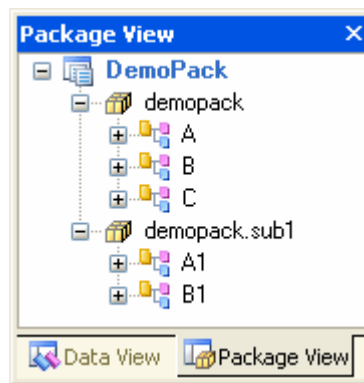 Package View
DemoPack
demopack
A
B
C
demopack.sub1
A1
B1
Data View Package View